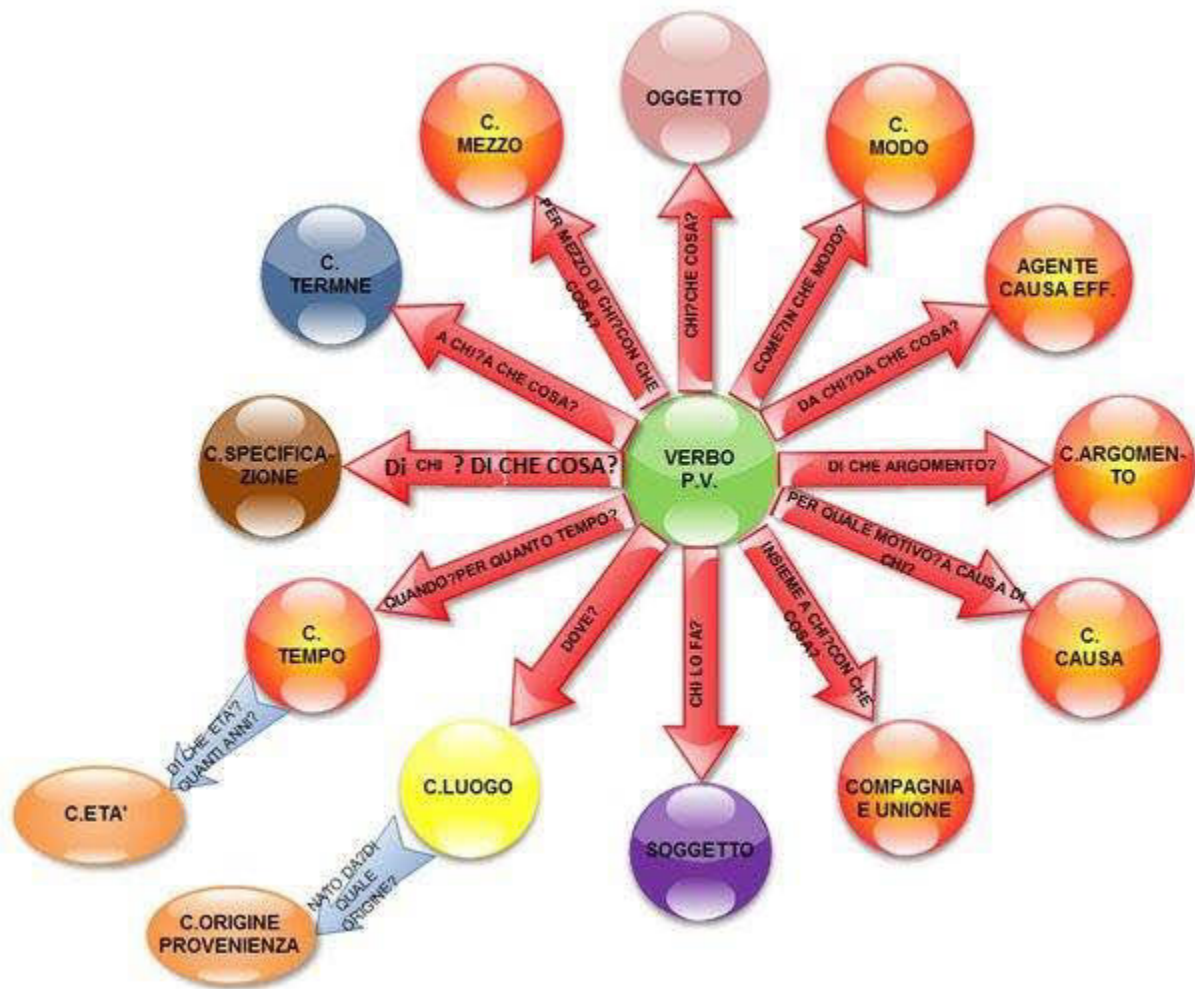 OGGETTO
CHI?CHE COSA?
C.
MODO
COME?IN CHE MODO?
AGENTE
CAUSA EFF.
DA CHI?DA CHE COSA?
C.ARGOMEN-
TO
DI CHE ARGOMENTO?
C.
CAUSA
PER QUALE MOTIVO?A CAUSA DI
CHI?
COMPAGNIA
E UNIONE
INSIEME A CHI?CON CHE
COSA?
SOGGETTO
CHI LO FA?
C.LUOGO
DOVE?
NATO DA?DI
QUALE
ORIGINE?
C.ORIGINE
PROVENIENZA
C.
TEMPO
QUANDO?PER QUANTO TEMPO?
DI CHE ETA'?
QUANTI ANNI?
C.ETA'
C.SPECIFICA-
ZIONE
Di CHI ? DI CHE COSA?
C.
TERMNE
A CHI?A CHE COSA?
C.
MEZZO
PER MEZZO DI CHI?CON CHE
COSA?
VERBO
P.V.